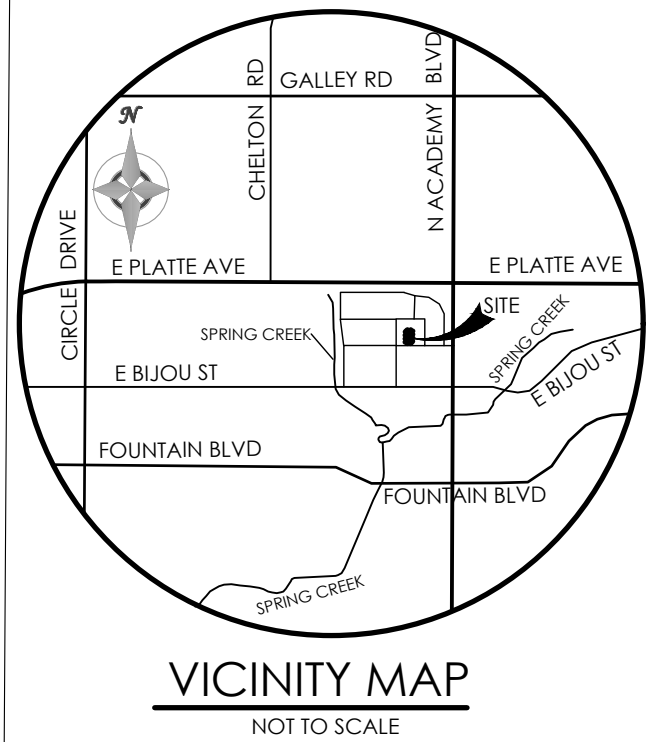 CHELTON RD
GALLEY RD
N ACADEMY BLVD
N
CIRCLE DRIVE
E PLATTE AVE
E PLATTE AVE
SITE
SPRING CREEK
SPRING CREEK
E BIJOU ST
E BIJOU ST
FOUNTAIN BLVD
FOUNTAIN BLVD
SPRING CREEK
VICINITY MAP
NOT TO SCALE